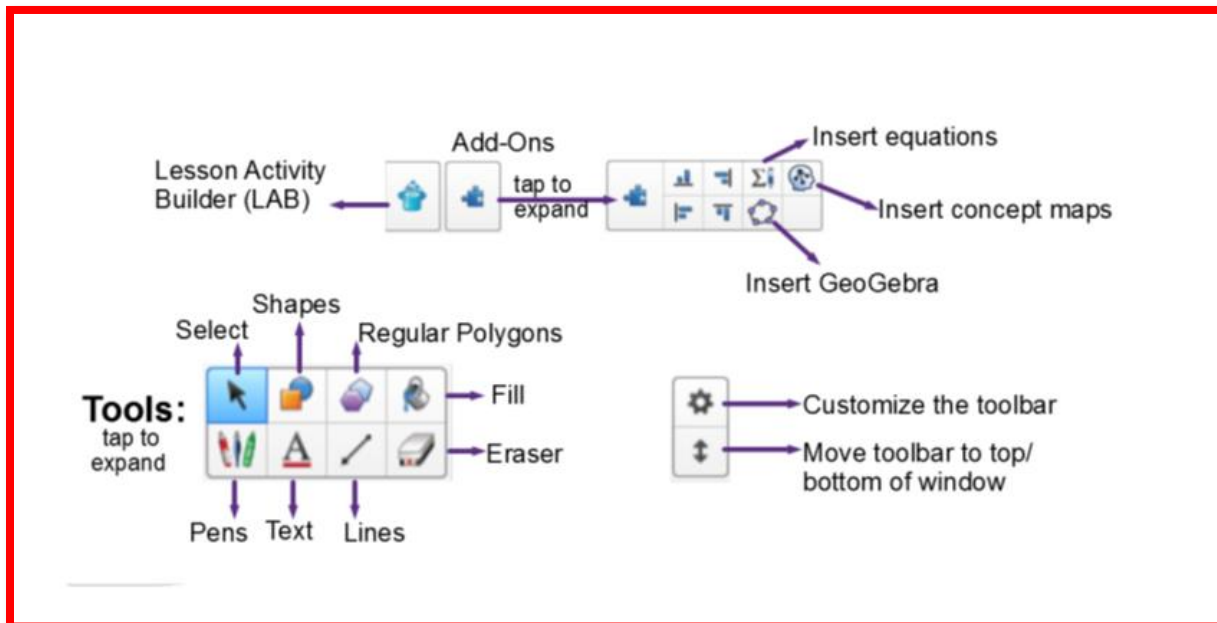 Add-Ons
Insert equations
Lesson Activity
Builder (LAB)
tap to
expand
Insert concept maps
Insert GeoGebra
Shapes
Select
Regular Polygons
Fill
Tools:
tap to
expand
Eraser
Pens
Text
Lines
Customize the toolbar
Move toolbar to top/
bottom of window